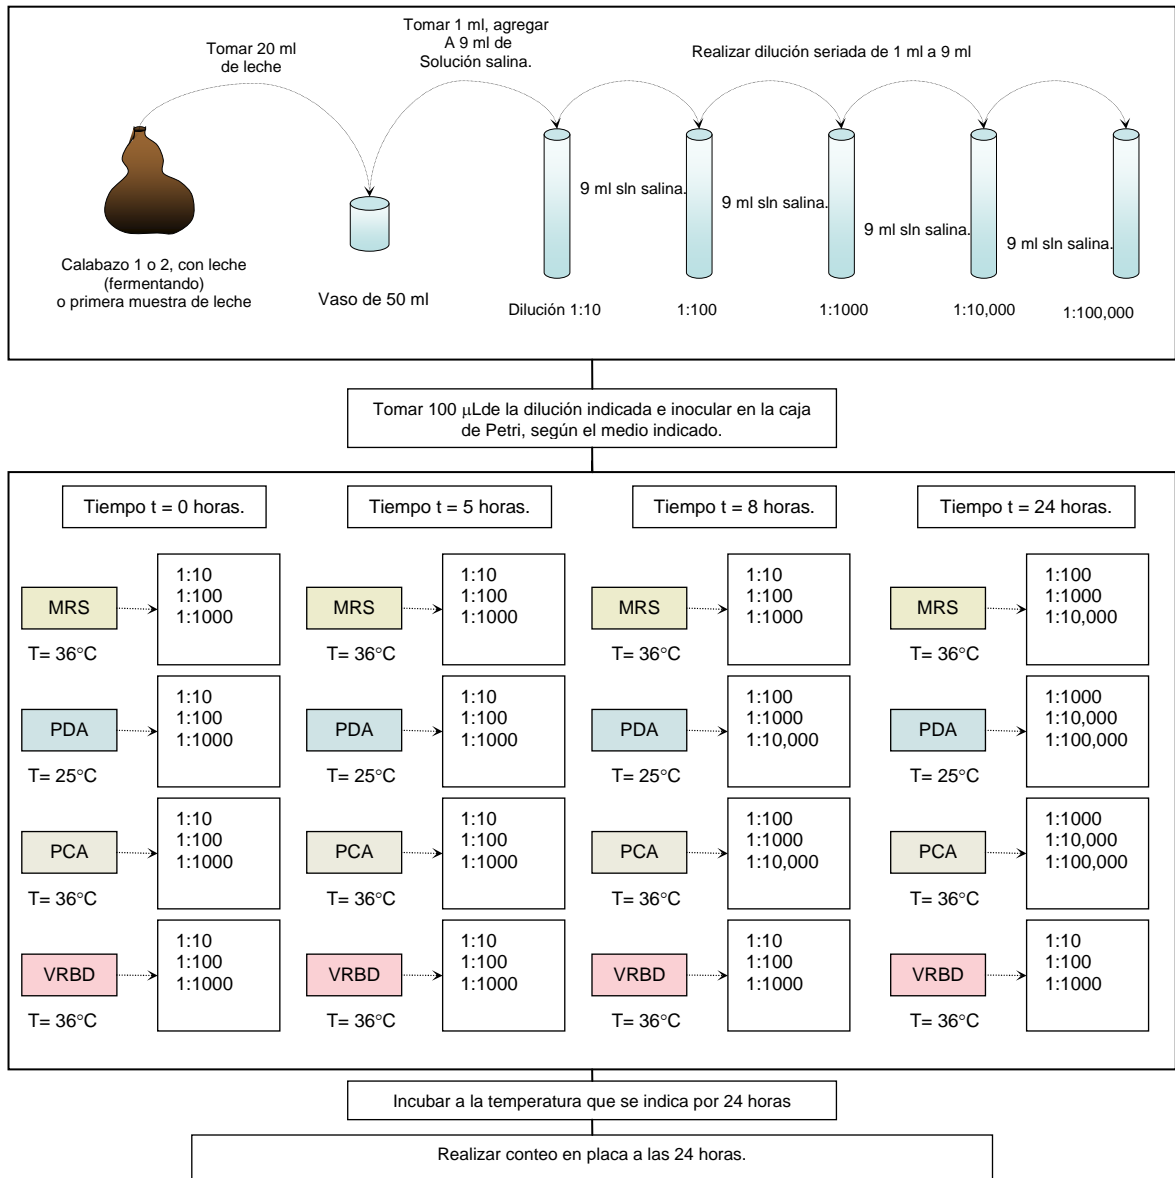 Tomar 20 ml
de leche
Tomar 1 ml, agregar
A 9 ml de
Solución salina.
Realizar dilución seriada de 1 ml a 9 ml
9 ml sln salina.
9 ml sln salina.
9 ml sln salina.
9 ml sln salina.
Calabazo 1 o 2, con leche
(fermentando)
o primera muestra de leche
Vaso de 50 ml
Dilución 1:10
1:100
1:1000
1:10,000
1:100,000
Tomar 100 µLde la dilución indicada e inocular en la caja
de Petri, según el medio indicado.
Tiempo t = 0 horas.
MRS
1:10
1:100
1:1000
T= 36°C
PDA
1:10
1:100
1:1000
T= 25°C
PCA
1:10
1:100
1:1000
T= 36°C
VRBD
1:10
1:100
1:1000
T= 36°C
Tiempo t = 5 horas.
MRS
1:10
1:100
1:1000
T= 36°C
PDA
1:10
1:100
1:1000
T= 25°C
PCA
1:10
1:100
1:1000
T= 36°C
VRBD
1:10
1:100
1:1000
T= 36°C
Tiempo t = 8 horas.
MRS
1:10
1:100
1:1000
T= 36°C
PDA
1:100
1:1000
1:10,000
T= 25°C
PCA
1:100
1:1000
1:10,000
T= 36°C
VRBD
1:10
1:100
1:1000
T= 36°C
Tiempo t = 24 horas.
MRS
1:100
1:1000
1:10,000
T= 36°C
PDA
1:1000
1:10,000
1:100,000
T= 25°C
PCA
1:1000
1:10,000
1:100,000
T= 36°C
VRBD
1:10
1:100
1:1000
T= 36°C
Incubar a la temperatura que se indica por 24 horas
Realizar conteo en placa a las 24 horas.